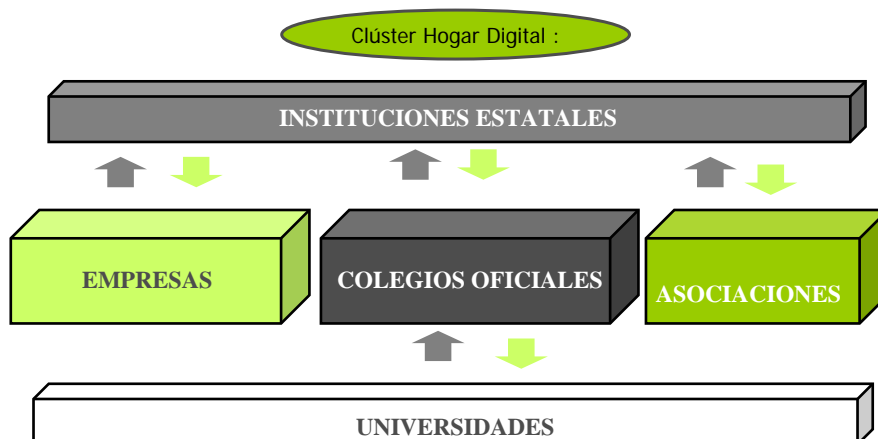 Clúster Hogar Digital :
INSTITUCIONES ESTATALES
EMPRESAS
COLEGIOS OFICIALES
ASOCIACIONES
UNIVERSIDADES